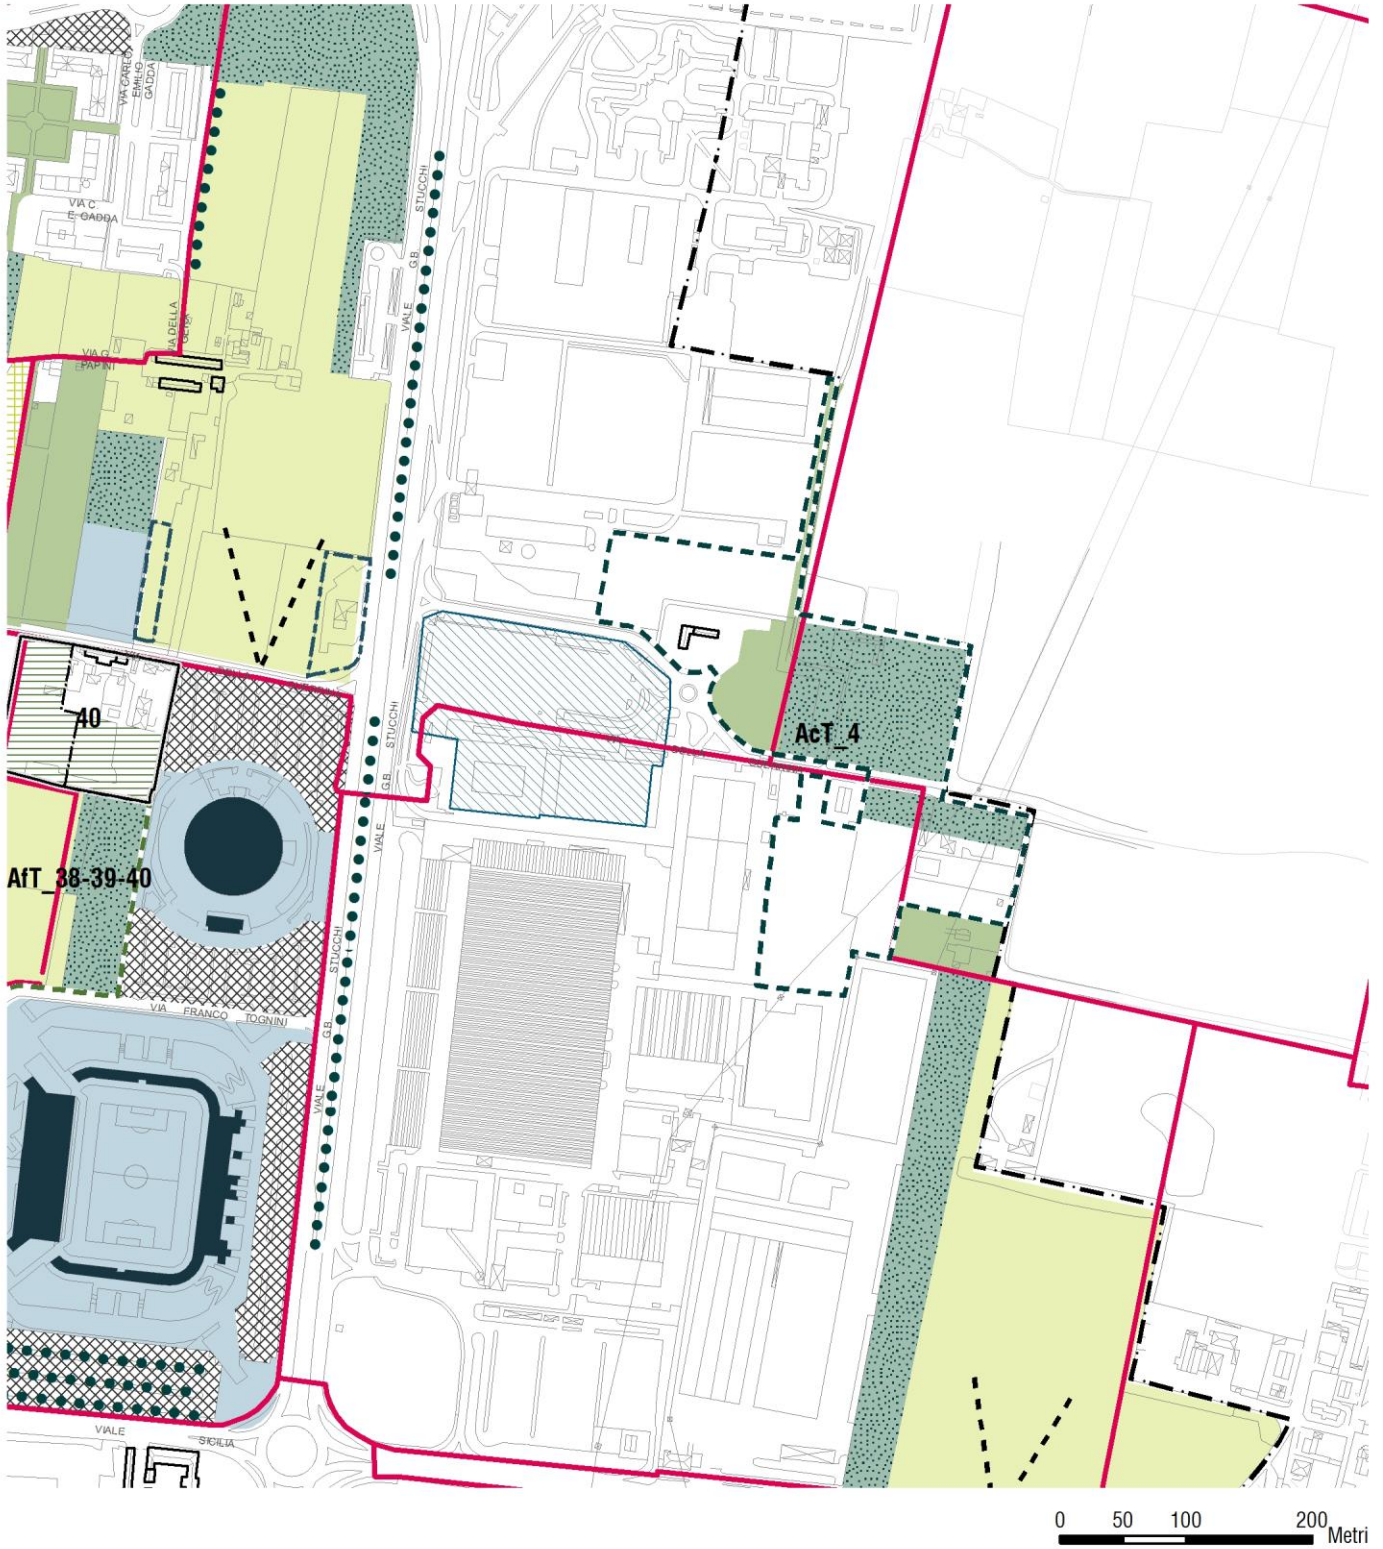 VIA CARLO
EMILIO
GADDA
VIA C.
E. GADDA
STUCCHI
G.B.
VIALE
VIA DELLA
VIA G.
PAPINI
STUCCHI
G.B.
VIALE
40
AcT_4
AfT_38-39-40
STUCCHI
G.B.
VIALE
VIA FRANCO TOGNINI
VIALE SICILIA
0 50 100 200
Metri